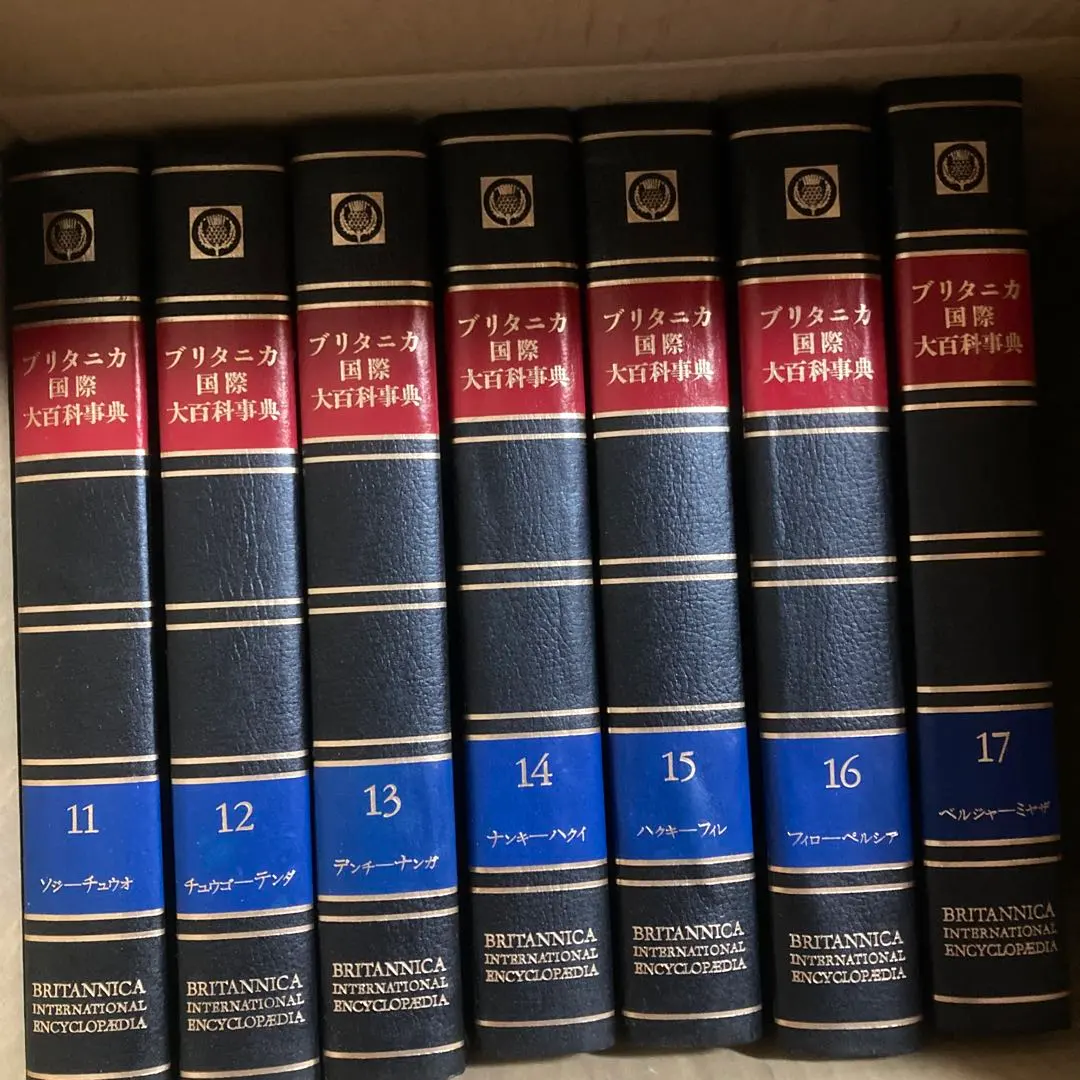 ブリタニカ
国際
大百科事典
11
ソジーチュウオ
BRITANNICA
INTERNATIONAL
ENCYCLOPÆDIA
ブリタニカ
国際
大百科事典
12
チュウゴーテンダ
BRITANNICA
INTERNATIONAL
ENCYCLOPÆDIA
ブリタニカ
国際
大百科事典
13
デンチーナンガ
BRITANNICA
INTERNATIONAL
ENCYCLOPÆDIA
ブリタニカ
国際
大百科事典
14
ナンキーハクイ
BRITANNICA
INTERNATIONAL
ENCYCLOPÆDIA
ブリタニカ
国際
大百科事典
15
ハクキーフィレ
BRITANNICA
INTERNATIONAL
ENCYCLOPÆDIA
ブリタニカ
国際
大百科事典
16
フィローペルシア
BRITANNICA
INTERNATIONAL
ENCYCLOPÆDIA
ブリタニカ
国際
大百科事典
17
ペルジャーミヤザ
BRITANNICA
INTERNATIONAL
ENCYCLOPÆDIA